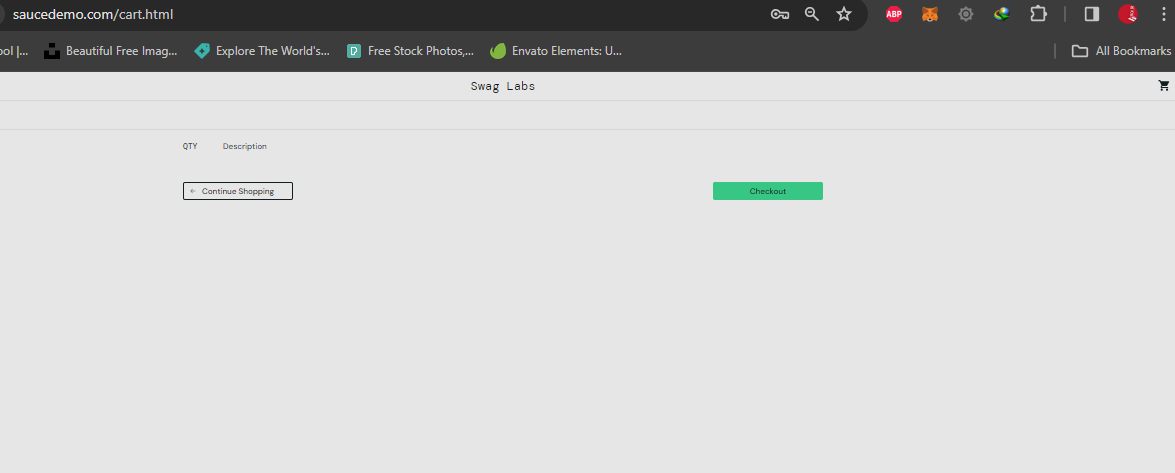 saucedemo.com/cart.html
ABP
ool |...
Beautiful Free Imag...
Explore The World's...
Free Stock Photos,...
Envato Elements: U...
All Bookmarks
Swag Labs
QTY
Description
← Continue Shopping
Checkout